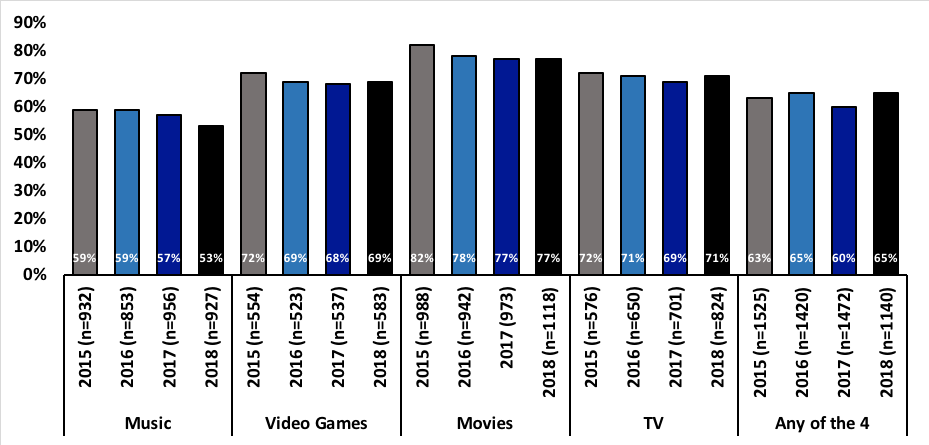 90%
80%
70%
60%
50%
40%
30%
20%
10%
0%
59% 59% 57% 53% 72% 69% 68% 69% 82% 78% 77% 77% 72% 71% 69% 71% 63% 65% 60% 65%
2015 (n=932)
2016 (n=853)
2017 (n=956)
2018 (n=927)
2015 (n=554)
2016 (n=523)
2017 (n=537)
2018 (n=583)
2015 (n=988)
2016 (n=942)
2017 (973)
2018 (n=1118)
2015 (n=576)
2016 (n=650)
2017 (n=701)
2018 (n=824)
2015 (n=1525)
2016 (n=1420)
2017 (n=1472)
2018 (n=1140)
Music Video Games Movies TV Any of the 4